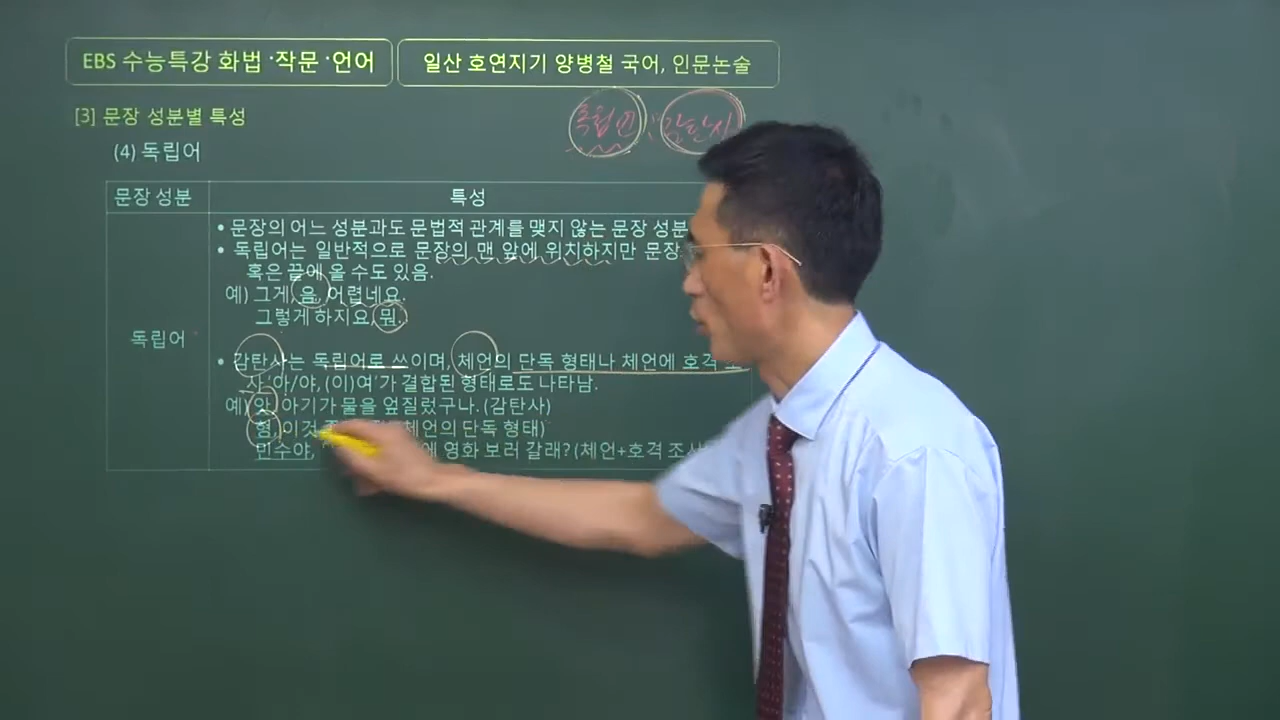 EBS 수능특강 화법·작문·언어
일산 호연지기 양병철 국어, 인문논술
[3] 문장 성분별 특성
독립언
감탄사
(4) 독립어
문장 성분
특성
독립어
• 문장의 어느 성분과도 문법적 관계를 맺지 않는 문장 성분
• 독립어는 일반적으로 문장의 맨 앞에 위치하지만 문장
혹은 끝에 올 수도 있음.
예) 그게, 음, 어렵네요.
그렇게 하지요, 뭐.
• 감탄사는 독립어로 쓰이며, 체언의 단독 형태나 체언에 호격 조
사 '아/야, (이)여'가 결합된 형태로도 나타남.
예) 앗, 아기가 물을 엎질렀구나. (감탄사)
형, 이것 체언의 단독 형태)
민수야, 에 영화 보러 갈래? (체언+호격 조사